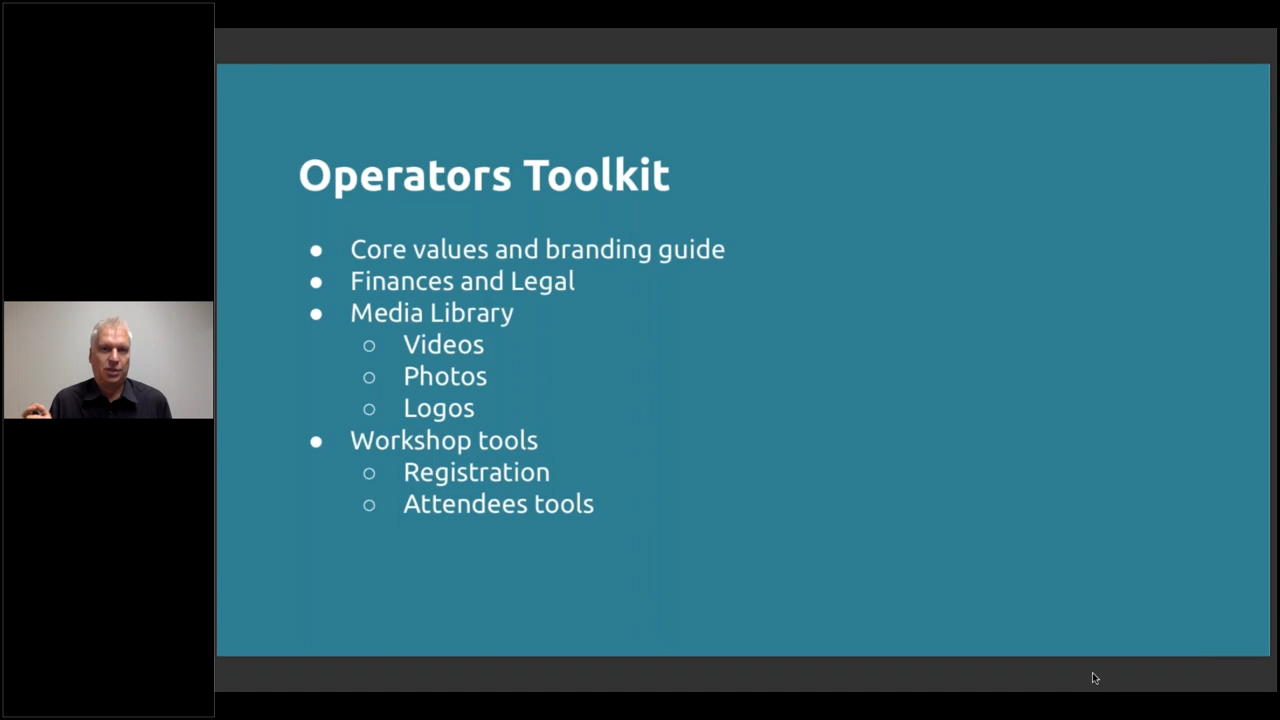 Operators Toolkit
● Core values and branding guide
● Finances and Legal
● Media Library
○ Videos
○ Photos
○ Logos
● Workshop tools
○ Registration
○ Attendees tools